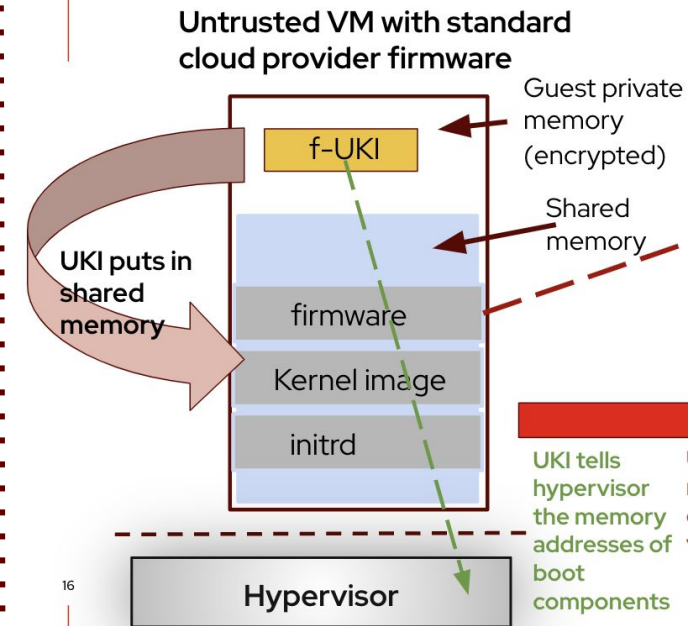 Untrusted VM with standard
cloud provider firmware
Guest private
memory
(encrypted)
f-UKI
Shared
memory
UKI puts in
shared
memory
firmware
Kernel image
initrd
UKI tells
hypervisor
the memory
addresses of
boot
components
Hypervisor
16